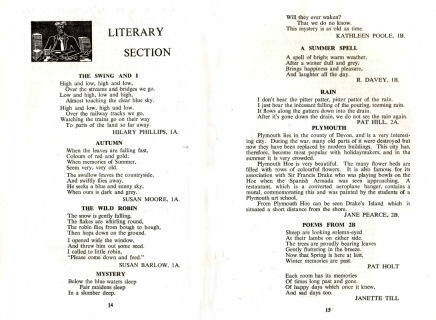 LITERARY
SECTION
THE SWING AND I
High and low, high and low,
Over the streams and bridges we go.
Low and high, low and high,
Almost touching the clear blue sky.
High and low, high and low,
Over the railway tracks we go,
Watching the trains go on their way
To parts of the land so far away.
HILARY PHILLIPS, 1A.
AUTUMN
When the leaves are falling fast,
Colours of red and gold;
When memories of Summer,
Seem very, very old.
The swallow leaves the countryside,
And swiftly flies away,
He seeks a blue and sunny sky,
When ours is dark and grey.
SUSAN MOORE, 1A.
THE WILD ROBIN
The snow is gently falling,
The flakes are whirling round,
The robin flies from bough to bough,
Then hops down on the ground.
I opened wide the window,
And threw him out some seed.
I called to little robin,
"Please come down and feed."
SUSAN BARLOW, 1A.
MYSTERY
Below the blue waters deep
Fair maidens sleep
In a slumber deep.
14
Will they ever waken?
That we do no know.
This mystery is as old as time.
KATHLEEN POOLE, 1B.
A SUMMER SPELL
A spell of bright warm weather,
After a winter dull and grey,
Brings happiness and pleasure,
And laughter all the day.
R. DAVEY, 1B.
RAIN
I don't hear the pitter patter, pitter patter of the rain.
I just hear the incessant falling of the pouring, teeming rain.
It flows along the gutters down into the drain.
After it's gone down the drain, we do not see the rain again.
PAT HILL, 2A.
PLYMOUTH
Plymouth lies in the county of Devon, and is a very interest-
ing city. During the war, many old parts of it were destroyed but
now they have been replaced by modern buildings. This city has,
therefore, become most popular with holidaymakers, and in the
summer it is very crowded.
Plymouth Hoe is very beautiful. The many flower beds are
filled with rows of colourful flowers. It is also famous for its
association with Sir Francis Drake who was playing bowls on the
Hoe when the Spanish Armada was seen approaching. A
restaurant, which is a converted aeroplane hangar, contains a
mural, commemorating this and was painted by the students of a
Plymouth art school.
From Plymouth Hoe can be seen Drake's Island which is
situated a short distance from the shore.
JANE PEARCE, 2B.
POEMS FROM 2B
Sheep are looking solemn-eyed
At their lambs on either side.
The trees are proudly bearing leaves
Gently fluttering in the breeze.
Now that Spring is here at last,
Winter memories are past.
PAT HOLT
Each room has its memories
Of times long past and gone.
Of happy days which once it knew,
And sad days too.
JANETTE TILL
15